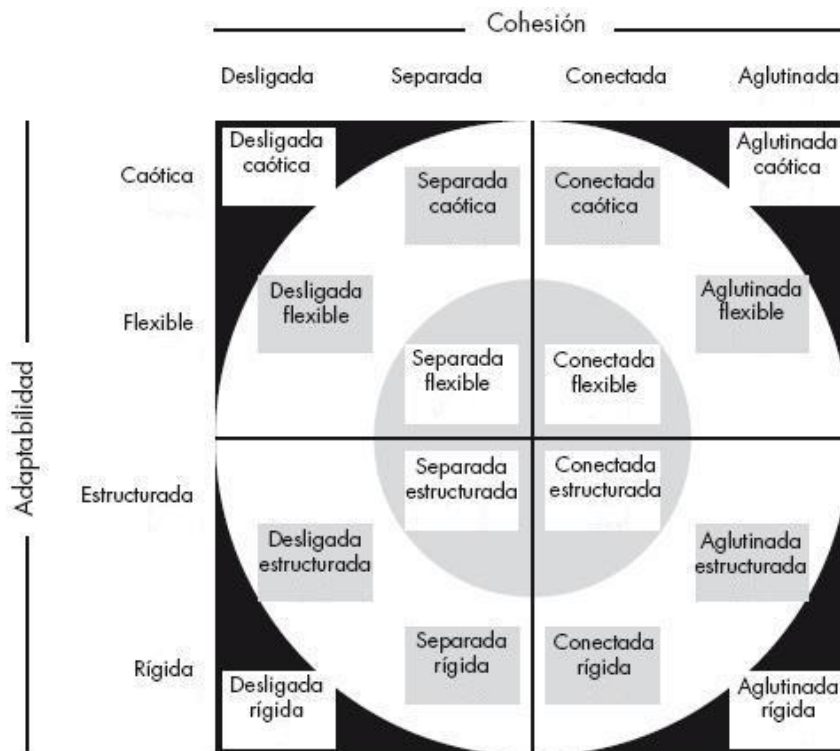 Cohesión
Desligada Separada Conectada Aglutinada
Adaptabilidad
Caótica
Flexible
Estructurada
Rígida
Desligada
caótica
Separada
caótica
Conectada
caótica
Aglutinada
caótica
Desligada
flexible
Separada
flexible
Conectada
flexible
Aglutinada
flexible
Desligada
estructurada
Separada
estructurada
Conectada
estructurada
Aglutinada
estructurada
Desligada
rígida
Separada
rígida
Conectada
rígida
Aglutinada
rígida